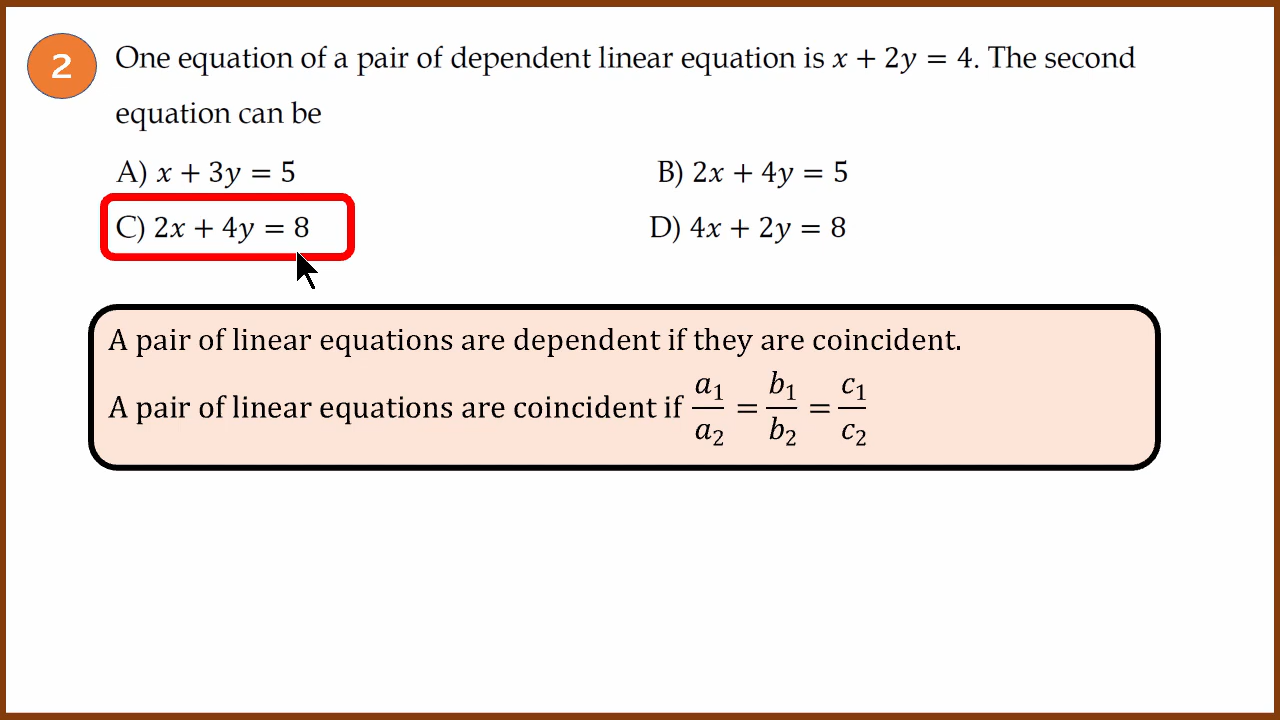 2
One equation of a pair of dependent linear equation is x + 2y = 4. The second
equation can be
A) x + 3y = 5 B) 2x + 4y = 5
C) 2x + 4y = 8 D) 4x + 2y = 8
A pair of linear equations are dependent if they are coincident.
A pair of linear equations are coincident if a₁/a₂ = b₁/b₂ = c₁/c₂